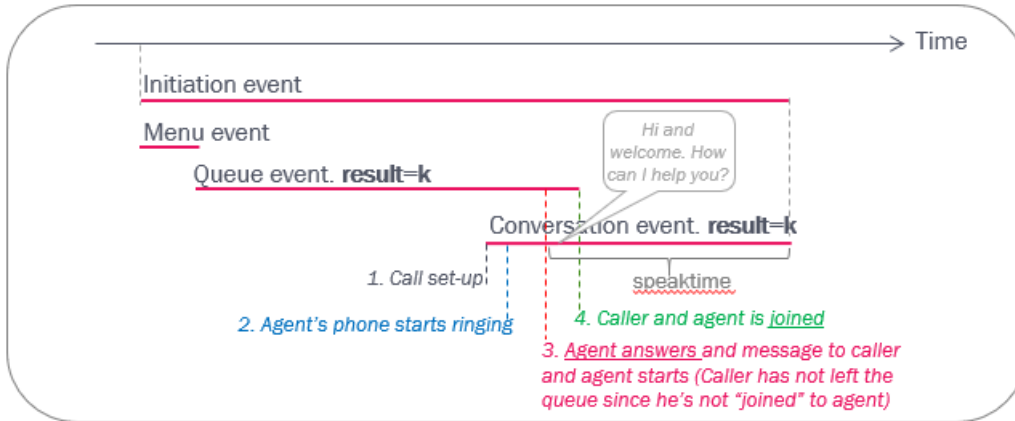 Time
Initiation event
Menu event
Hi and
welcome. How
can I help you?
Queue event. result=k
Conversation event. result=k
1. Call set-up
speaktime
2. Agent's phone starts ringing
4. Caller and agent is joined
3. Agent answers and message to caller
and agent starts (Caller has not left the
queue since he's not "joined" to agent)